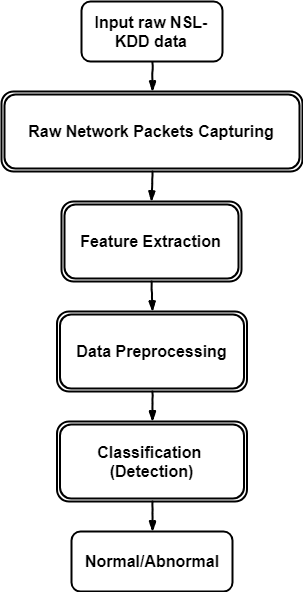 Input raw NSL-
KDD data
Raw Network Packets Capturing
Feature Extraction
Data Preprocessing
Classification
(Detection)
Normal/Abnormal